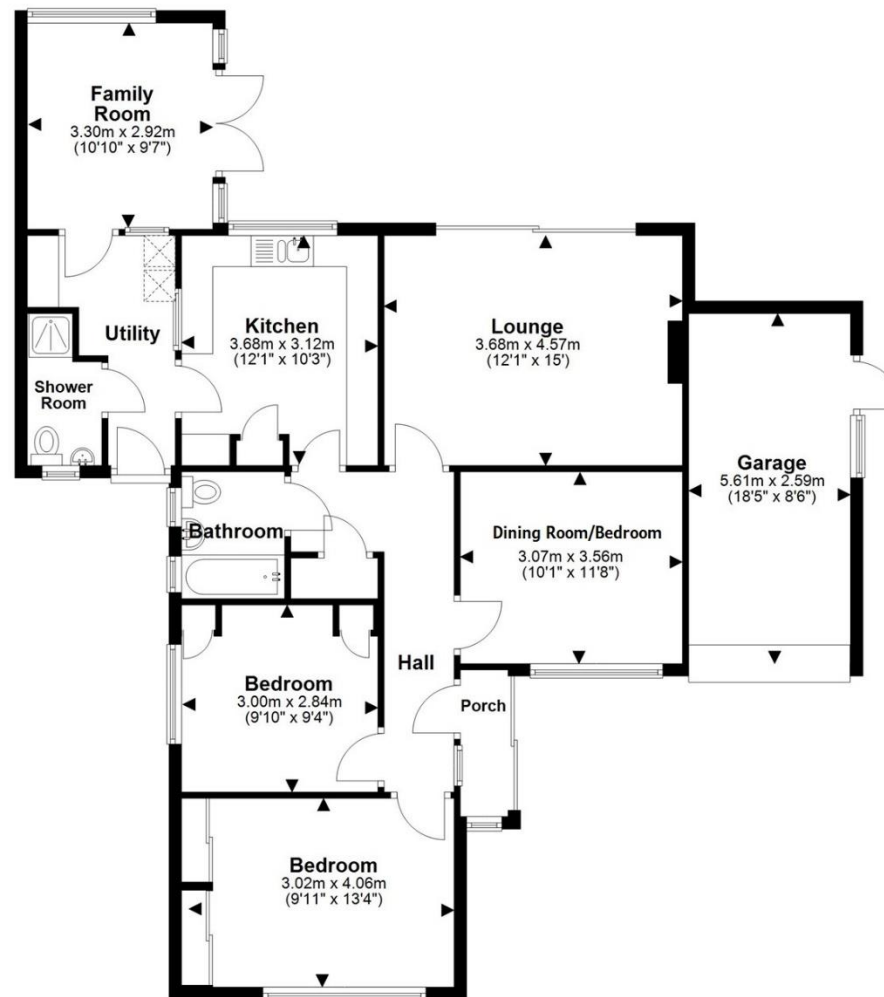 Family
Room
3.30m x 2.92m
(10'10" x 9'7")
Utility
Kitchen
3.68m x 3.12m
(12'1" x 10'3")
Lounge
3.68m x 4.57m
(12'1" x 15')
Shower
Room
Garage
5.61m x 2.59m
(18'5" x 8'6")
Bathroom
Dining Room/Bedroom
3.07m x 3.56m
(10'1" x 11'8")
Hall
Bedroom
3.00m x 2.84m
(9'10" x 9'4")
Porch
Bedroom
3.02m x 4.06m
(9'11" x 13'4")